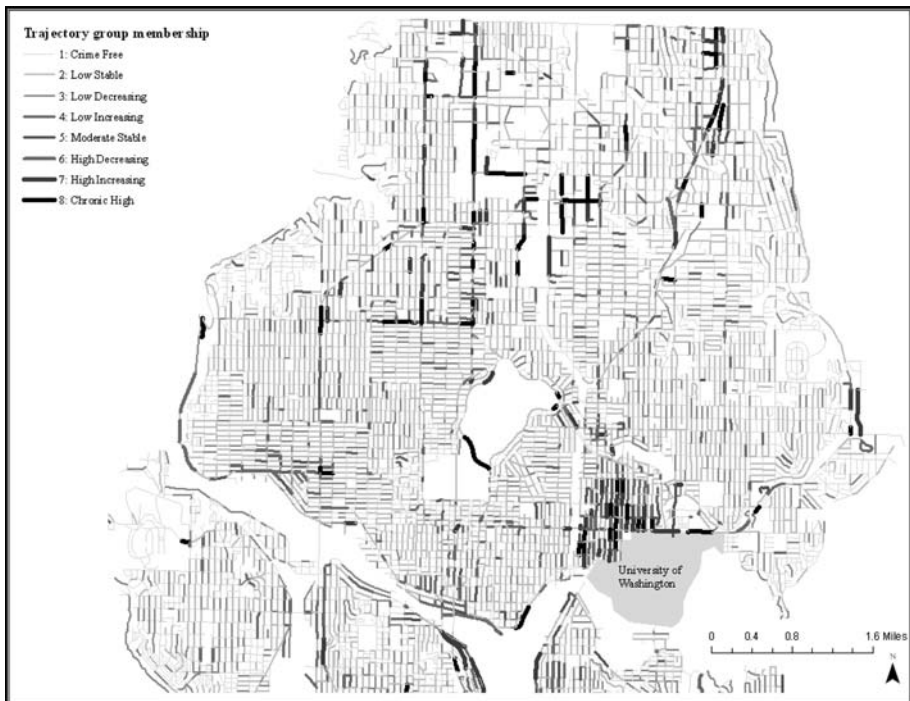 Trajectory group membership
1: Crime Free
2: Low Stable
3: Low Decreasing
4: Low Increasing
5: Moderate Stable
6: High Decreasing
7: High Increasing
8: Chronic High
University of
Washington
0 0.4 0.8 1.6 Miles
N